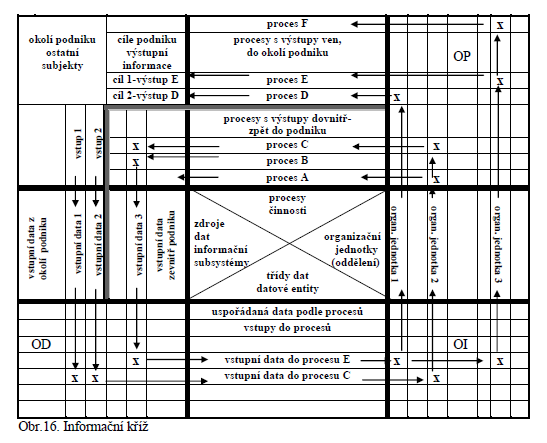 proces F
X
okolí podniku
ostatní
subjekty
cíle podniku
výstupní
informace
procesy s výstupy ven,
do okolí podniku
OP
cíl 1-výstup E
proces E
X
cíl 2-výstup D
proces D
X
procesy s výstupy dovnitř-
zpět do podniku
vstup 1
vstup 2
X
proces C
X
X
proces B
proces A
X
vstupní data z
okolí podniku
vstupní data 1
vstupní data 2
vstup 3
vstupní data
zevnitř podniku
procesy
činnosti
zdroje
dat
informační
subsystémy
organizační
jednotky
(oddělení)
třídy dat
datové entity
organ. jednotka 1
organ. jednotka 2
organ. jednotka 3
uspořádaná data podle procesů
vstupy do procesů
OD
OI
X
vstupní data do procesu E
X
X
X
X
vstupní data do procesu C
X
Obr.16. Informační kříž